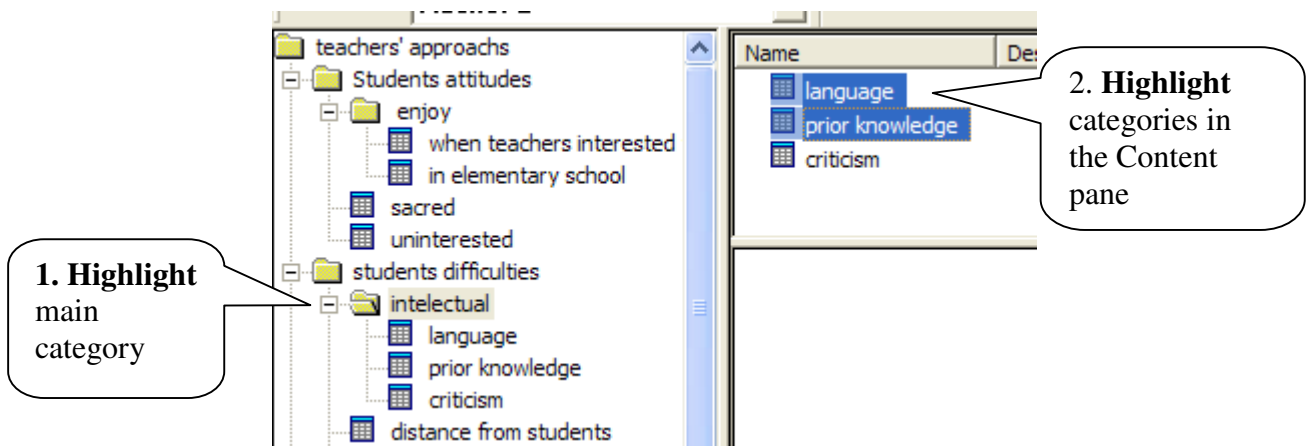 teachers' approachs
Students attitudes
enjoy
when teachers interested
in elementary school
sacred
uninterested
students difficulties
intelectual
language
prior knowledge
criticism
distance from students
Name
language
prior knowledge
criticism
2. Highlight
categories in
the Content
pane
1. Highlight
main
category